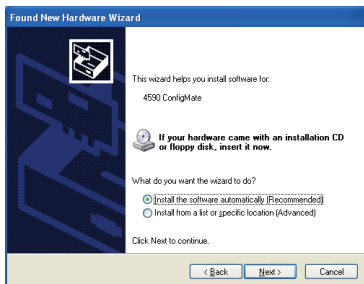 Found New Hardware Wizard
This wizard helps you install software for:
4590 ConfigMate
If your hardware came with an installation CD
or floppy disk, insert it now.
What do you want the wizard to do?
Install the software automatically (Recommended)
Install from a list or specific location (Advanced)
Click Next to continue.
< Back
Next >
Cancel